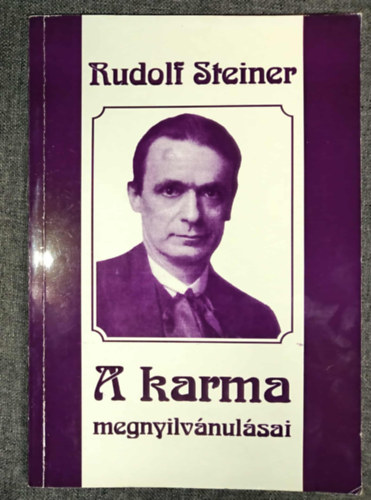 Rudolf Steiner
A karma
megnyilvánulásai